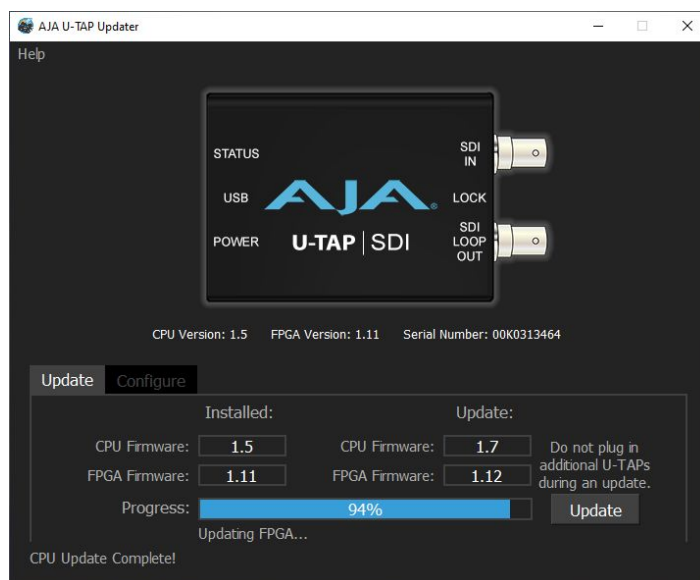 AJA U-TAP Updater
Help
STATUS
SDI
IN
USB
AJA®
LOCK
POWER
U-TAP | SDI
SDI
LOOP
OUT
CPU Version: 1.5 FPGA Version: 1.11 Serial Number: 00K0313464
Update Configure
Installed: Update:
CPU Firmware: 1.5 CPU Firmware: 1.7
FPGA Firmware: 1.11 FPGA Firmware: 1.12
Do not plug in
additional U-TAPs
during an update.
Progress: 94% Update
Updating FPGA...
CPU Update Complete!